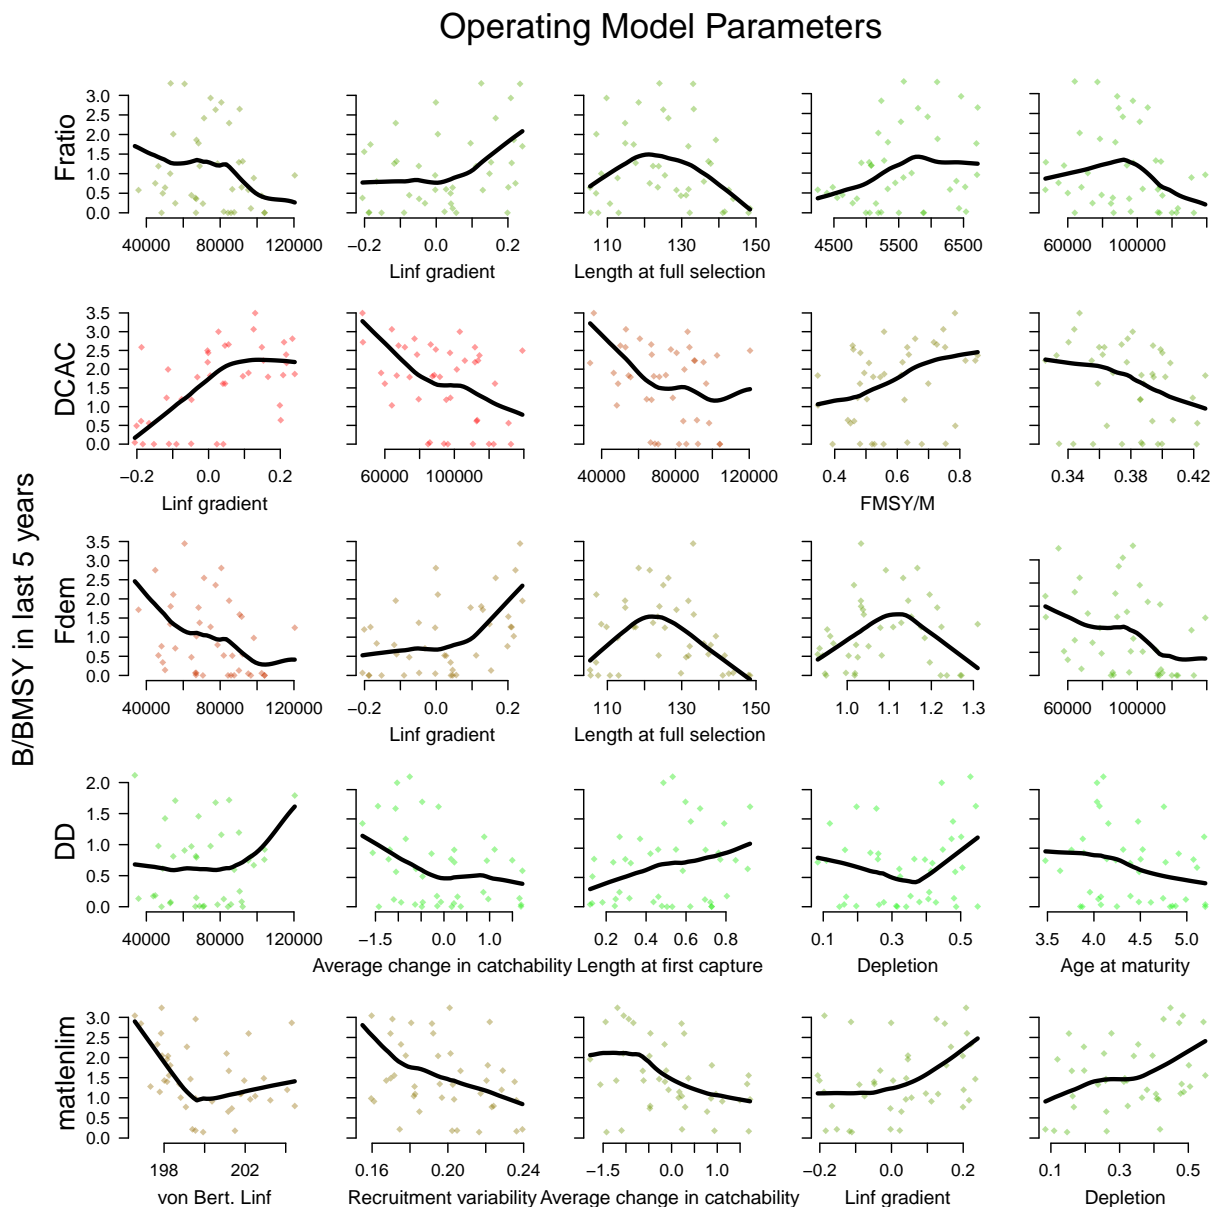 Operating Model Parameters
B/BMSY in last 5 years
Fratio
3.0
2.5
2.0
1.5
1.0
0.5
0.0
40000 80000 120000
−0.2 0.0 0.2
110 130 150
4500 5500 6500
60000 100000
Linf gradient
Length at full selection
DCAC
3.5
3.0
2.5
2.0
1.5
1.0
0.5
0.0
−0.2 0.0 0.2
60000 100000
40000 80000 120000
0.4 0.6 0.8
0.34 0.38 0.42
Linf gradient
FMSY/M
Fdem
3.5
3.0
2.5
2.0
1.5
1.0
0.5
0.0
40000 80000 120000
−0.2 0.0 0.2
110 130 150
1.0 1.1 1.2 1.3
60000 100000
Linf gradient
Length at full selection
DD
2.0
1.5
1.0
0.5
0.0
40000 80000 120000
−1.5 0.0 1.0
0.2 0.4 0.6 0.8
0.1 0.3 0.5
3.5 4.0 4.5 5.0
Average change in catchability
Length at first capture
Depletion
Age at maturity
matlenlim
3.0
2.5
2.0
1.5
1.0
0.5
0.0
198 202
0.16 0.20 0.24
−1.5 0.0 1.0
−0.2 0.0 0.2
0.1 0.3 0.5
von Bert. Linf
Recruitment variability
Average change in catchability
Linf gradient
Depletion